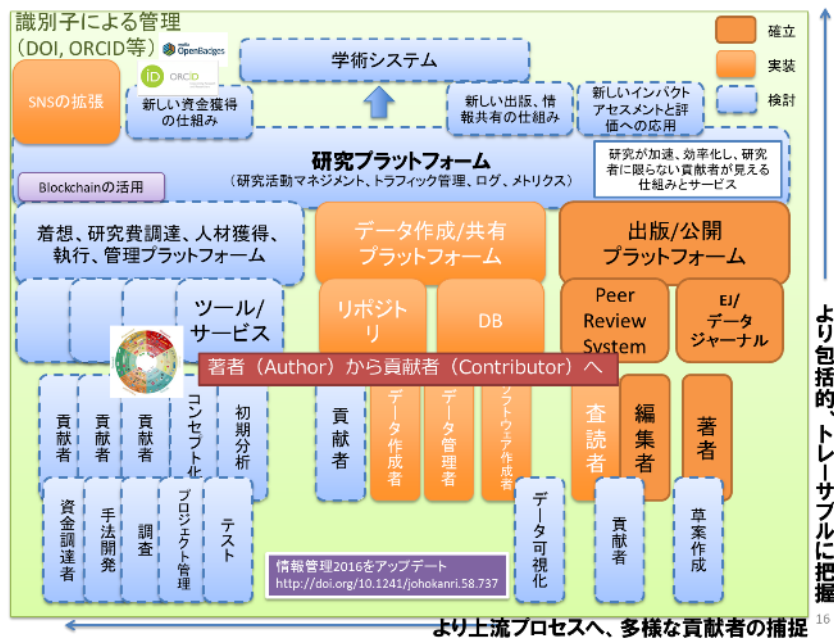 識別子による管理
（DOI, ORCID等）
OpenBadges
iD ORCID
学術システム
確立
実装
検討
SNSの拡張
新しい資金獲得
の仕組み
新しい出版、情
報共有の仕組み
新しいインパクト
アセスメントと評
価への応用
研究プラットフォーム
（研究活動マネジメント、トラフィック管理、ログ、メトリクス）
研究が加速、効率化し、研究
者に限らない貢献者が見える
仕組みとサービス
Blockchainの活用
着想、研究費調達、人材獲得、
執行、管理プラットフォーム
データ作成/共有
プラットフォーム
出版/公開
プラットフォーム
ツール/
サービス
リポジト
リ
DB
Peer
Review
System
EJ/
データ
ジャーナル
著者（Author）から貢献者（Contributor）へ
貢献者
貢献者
貢献者
コンセプト化
初期分析
貢献者
データ作成者
データ管理者
ソフトウェア作成者
査読者
編集者
著者
資金調達者
手法開発
調査
プロジェクト管理
テスト
データ可視化
貢献者
草案作成
情報管理2016をアップデート
http://doi.org/10.1241/johokanri.58.737
より包括的、トレーサブルに把握
より上流プロセスへ、多様な貢献者の捕捉
16